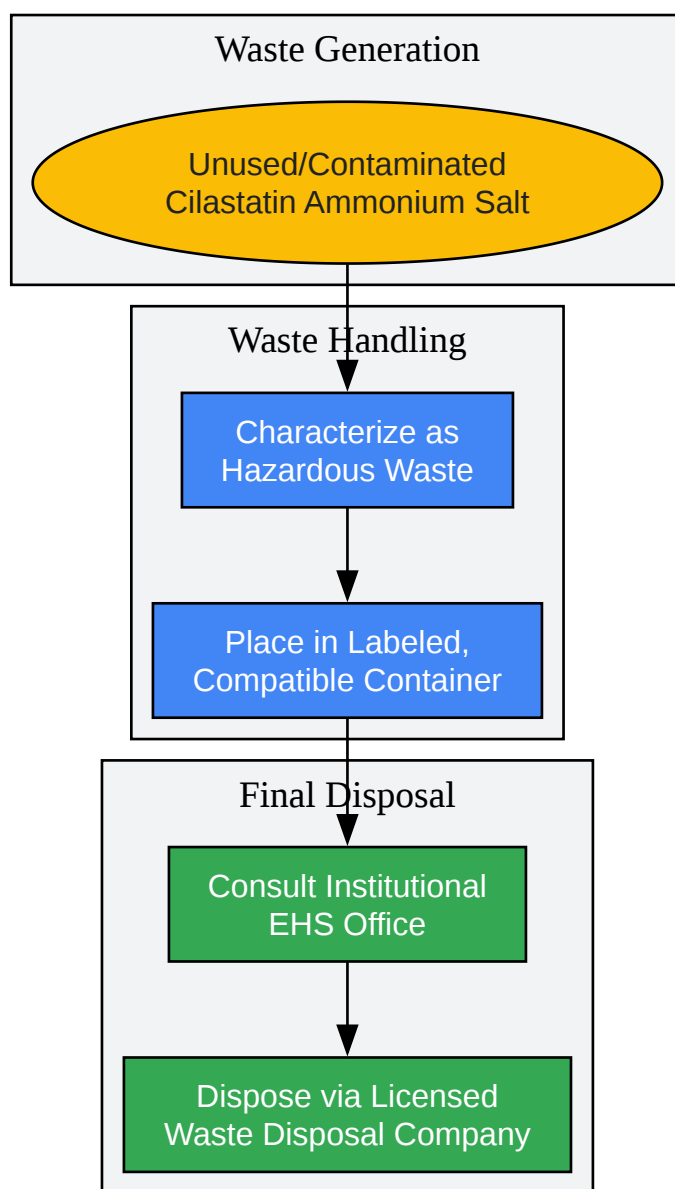 Waste Generation
Unused/Contaminated
Cilastatin Ammonium Salt
Waste Handling
Characterize as
Hazardous Waste
Place in Labeled,
Compatible Container
Final Disposal
Consult Institutional
EHS Office
Dispose via Licensed
Waste Disposal Company